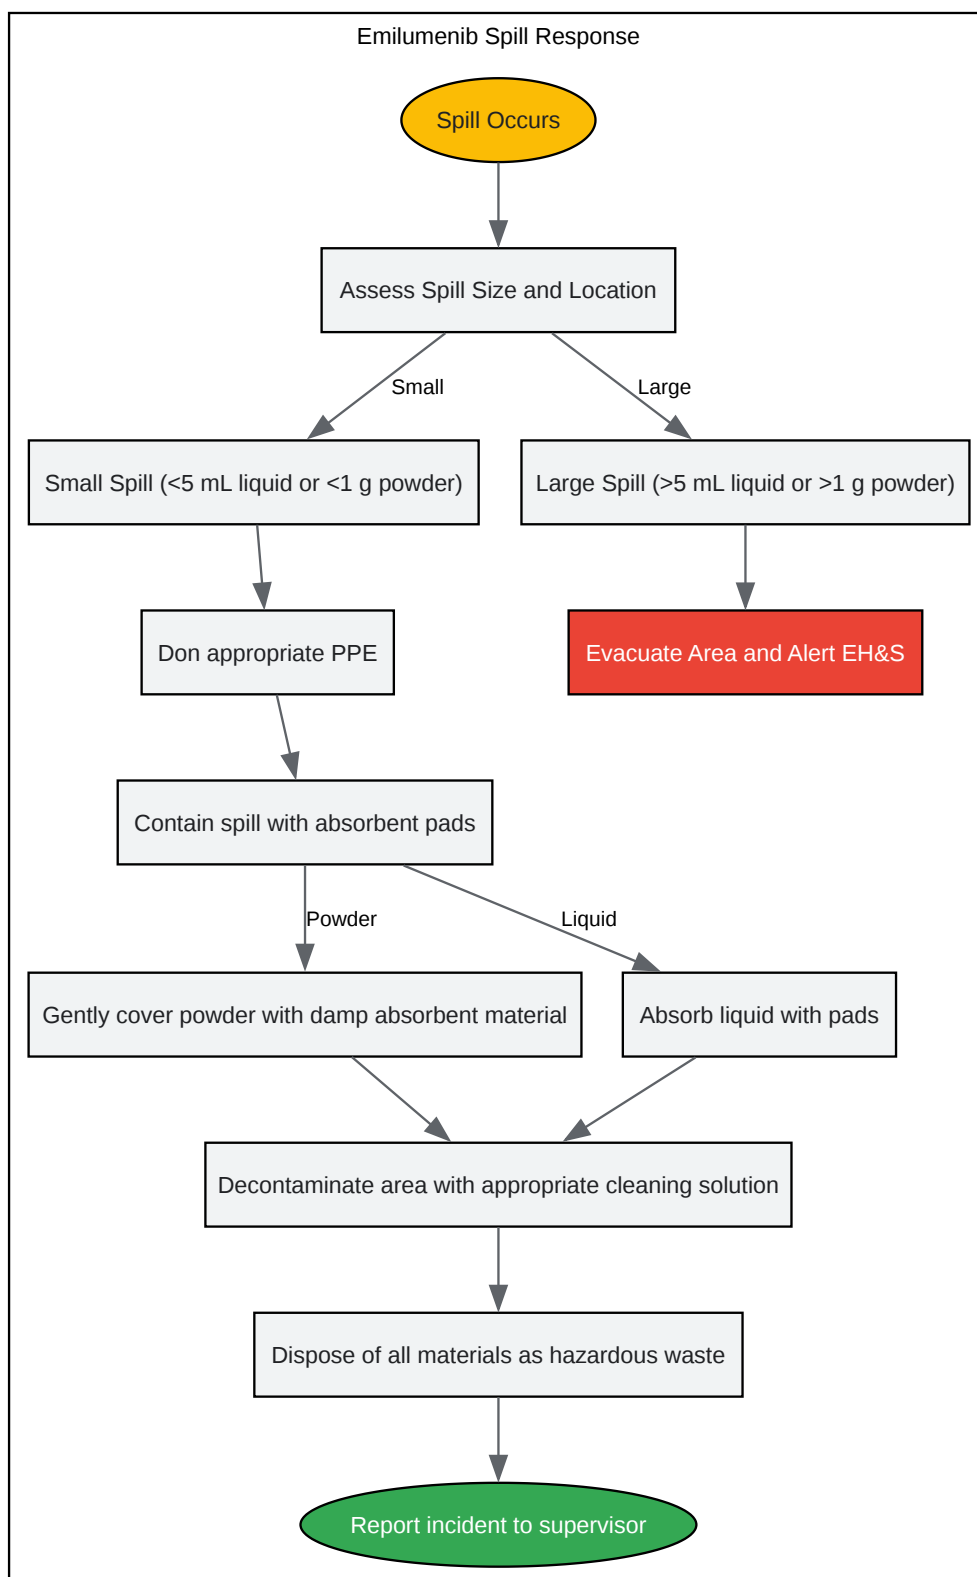 Emilumenib Spill Response
Spill Occurs
Assess Spill Size and Location
Small
Large
Small Spill (<5 mL liquid or <1 g powder)
Large Spill (>5 mL liquid or >1 g powder)
Don appropriate PPE
Evacuate Area and Alert EH&S
Contain spill with absorbent pads
Powder
Liquid
Gently cover powder with damp absorbent material
Absorb liquid with pads
Decontaminate area with appropriate cleaning solution
Dispose of all materials as hazardous waste
Report incident to supervisor